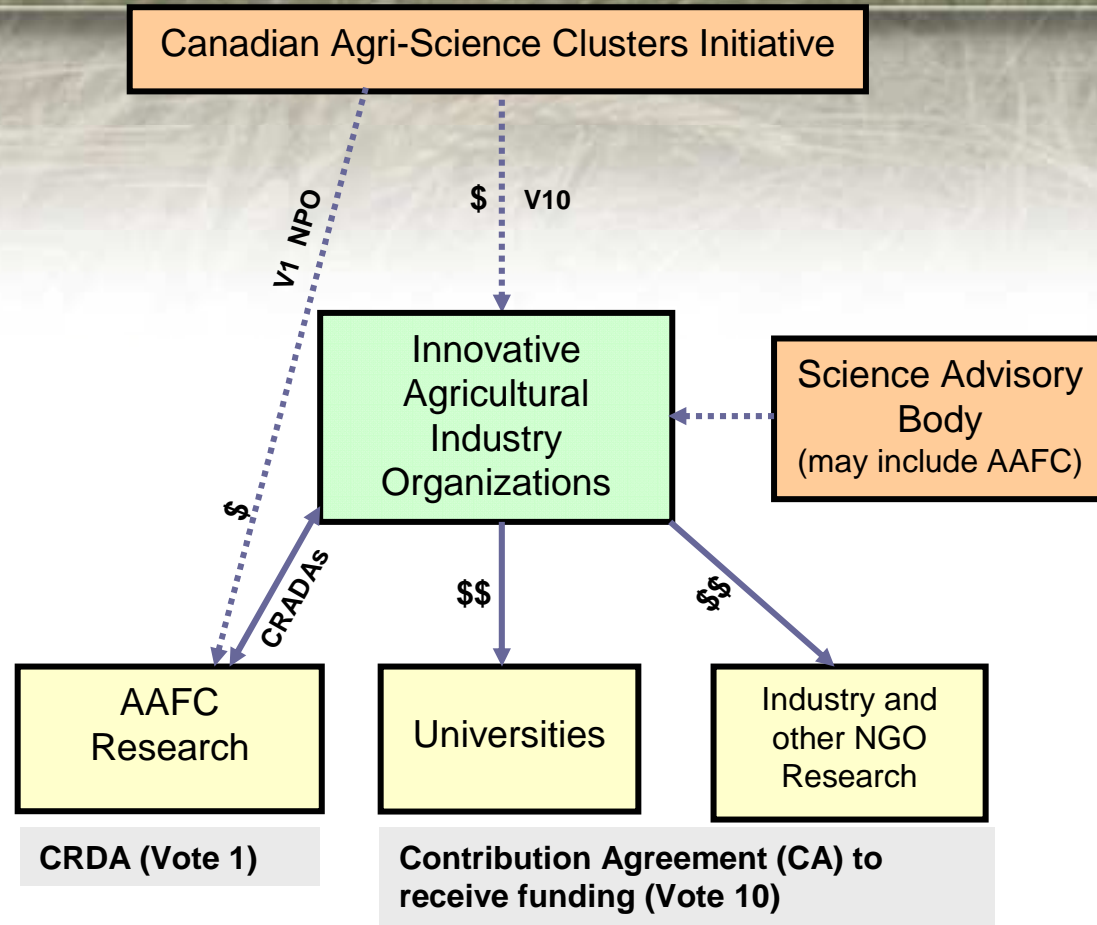 Canadian Agri-Science Clusters Initiative
V1 NPO
$
$ V10
Innovative
Agricultural
Industry
Organizations
Science Advisory
Body
(may include AAFC)
CRADAs
$$
$$
AAFC
Research
Universities
Industry and
other NGO
Research
CRDA (Vote 1)
Contribution Agreement (CA) to
receive funding (Vote 10)